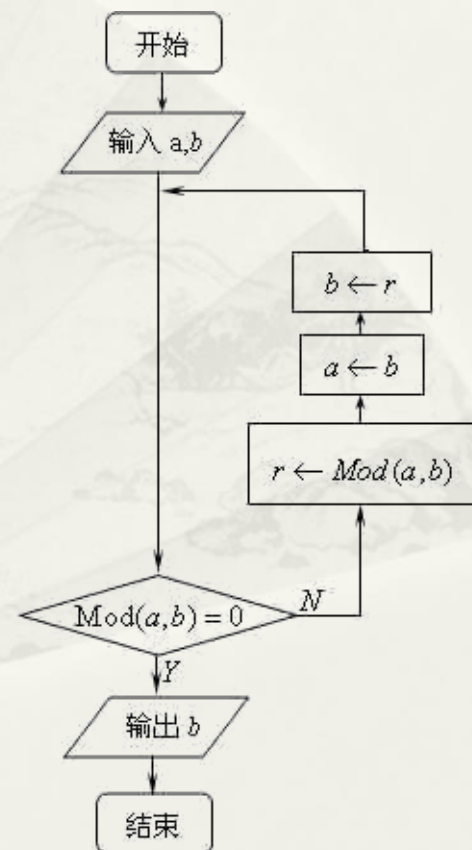 开始
输入 a,b
b ← r
a ← b
r ← Mod(a,b)
Mod(a,b) = 0
N
Y
输出 b
结束